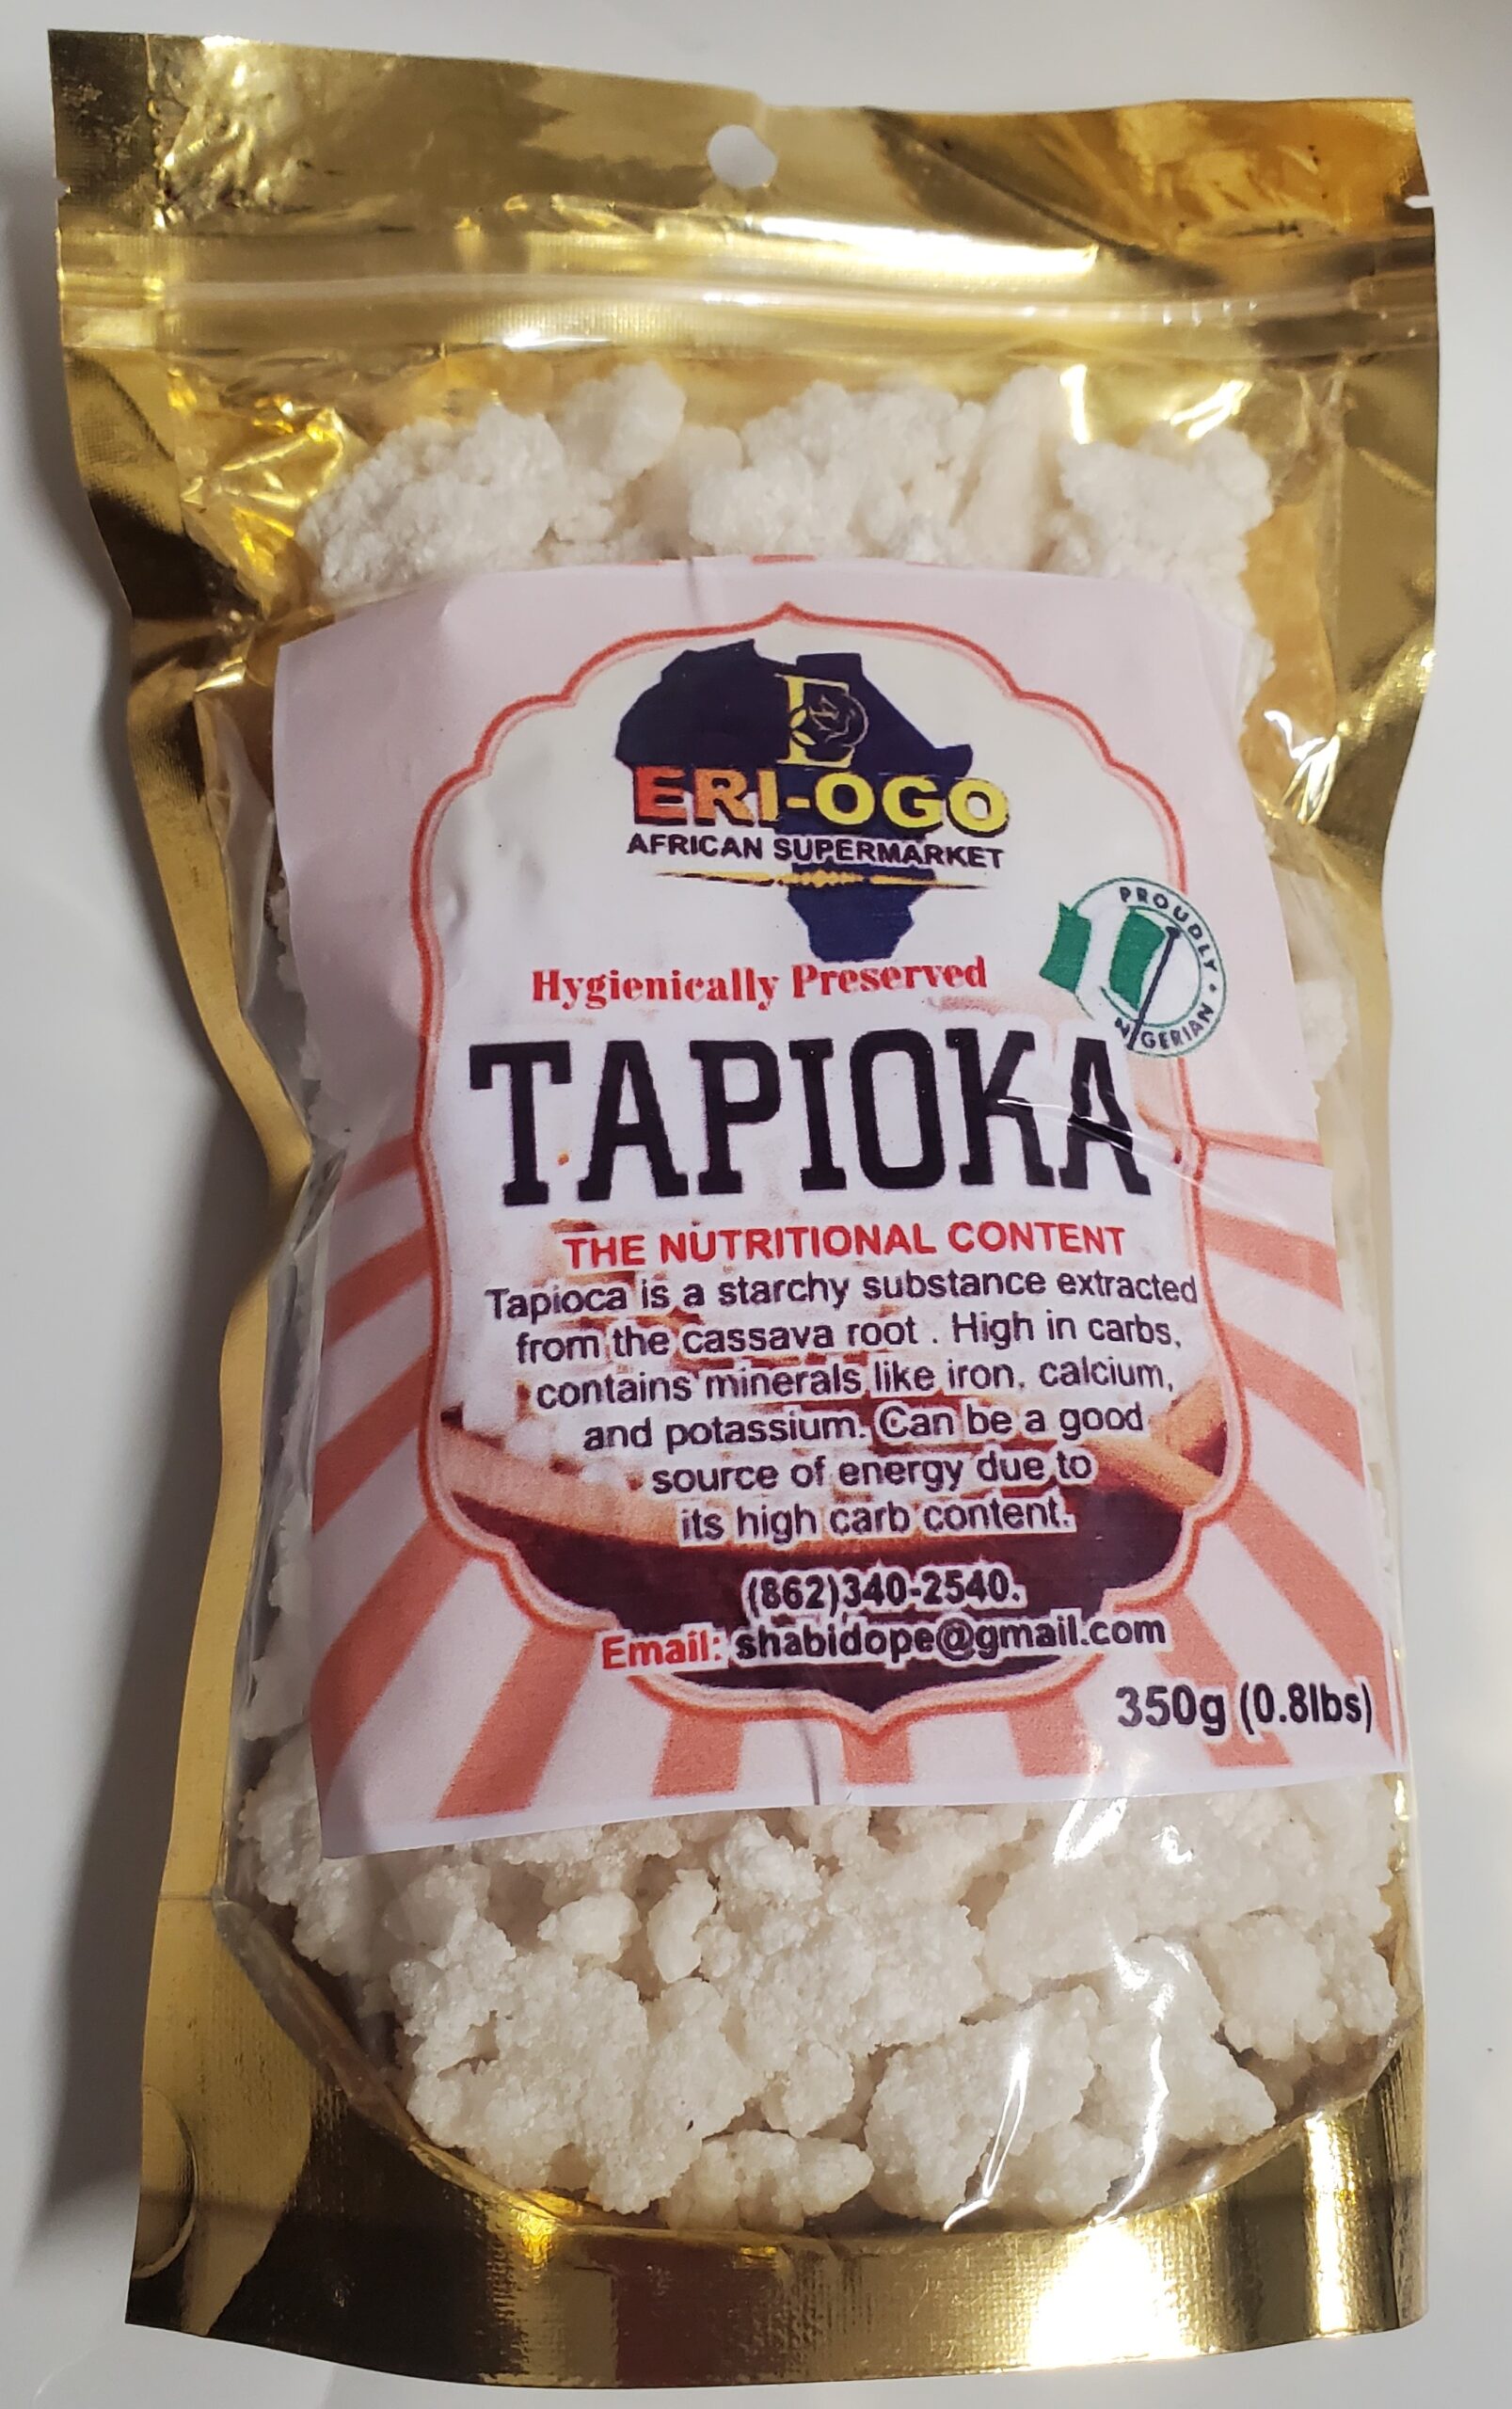 E
ERI-OGO
AFRICAN SUPERMARKET
PROUDLY • NIGERIAN
Hygienically Preserved
TAPIOKA
THE NUTRITIONAL CONTENT
Tapioca is a starchy substance extracted
from the cassava root . High in carbs,
contains minerals like iron, calcium,
and potassium. Can be a good
source of energy due to
its high carb content.
(862)340-2540.
Email: shabidope@gmail.com
350g (0.8lbs)